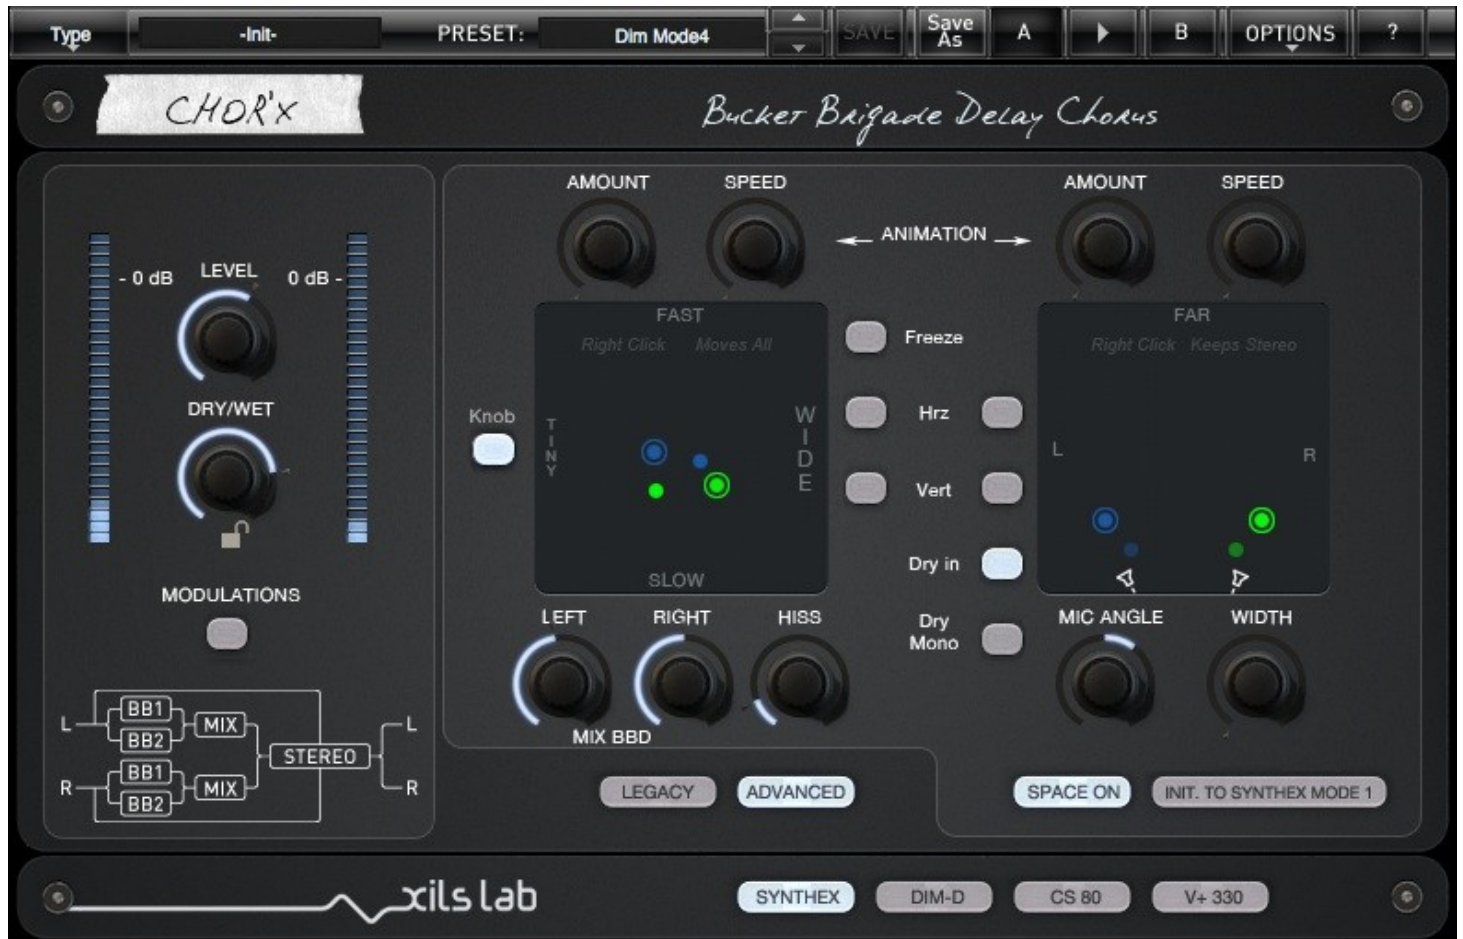 Type -Init- PRESET: Dim Mode4 SAVE Save As A B OPTIONS ?
CHOR'X
Bucket Brigade Delay Chorus
AMOUNT SPEED AMOUNT SPEED
ANIMATION
LEVEL
- 0 dB 0 dB -
DRY/WET
MODULATIONS
L BB1 MIX L
BB2
STEREO
R BB1 MIX R
BB2
Knob
FAST
Right Click Moves All
TINY
WIDE
SLOW
Freeze
Hrz
Vert
Dry in
Dry
Mono
FAR
Right Click Keeps Stereo
L R
LEFT RIGHT HISS
MIX BBD
MIC ANGLE WIDTH
LEGACY ADVANCED SPACE ON INIT. TO SYNTHEX MODE 1
xils lab
SYNTHEX DIM-D CS 80 V+ 330